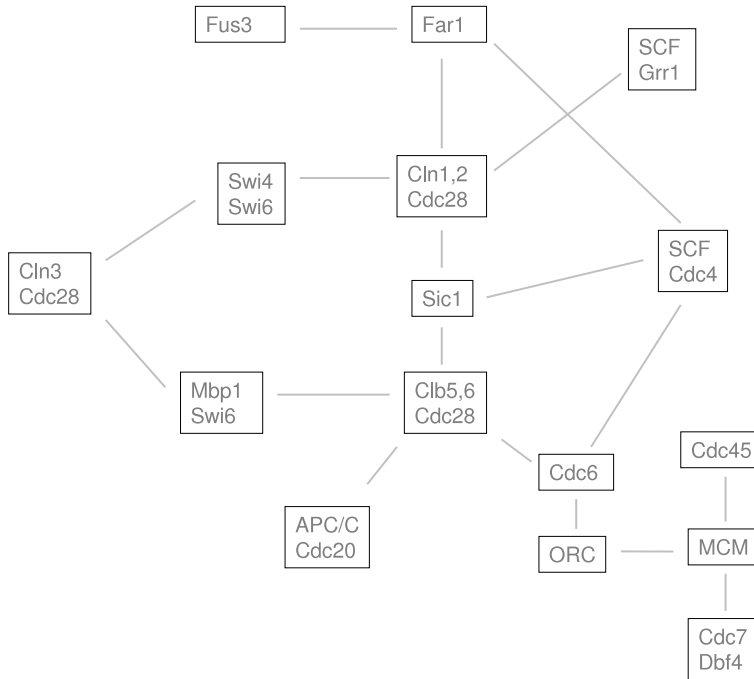 Fus3
Far1
SCF
Grr1
Cln1,2
Cdc28
Swi4
Swi6
SCF
Cdc4
Cln3
Cdc28
Sic1
Mbp1
Swi6
Clb5,6
Cdc28
Cdc45
Cdc6
APC/C
Cdc20
ORC
MCM
Cdc7
Dbf4